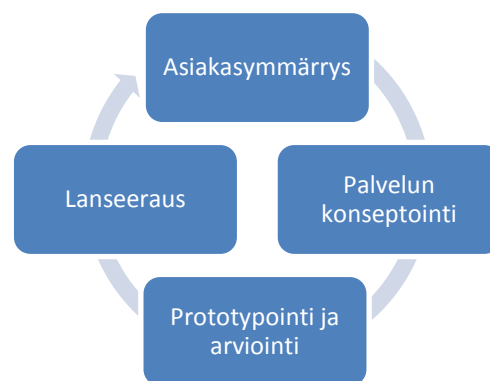 Asiakasymmärrys
Palvelun
konseptointi
Prototypointi ja
arviointi
Lanseeraus